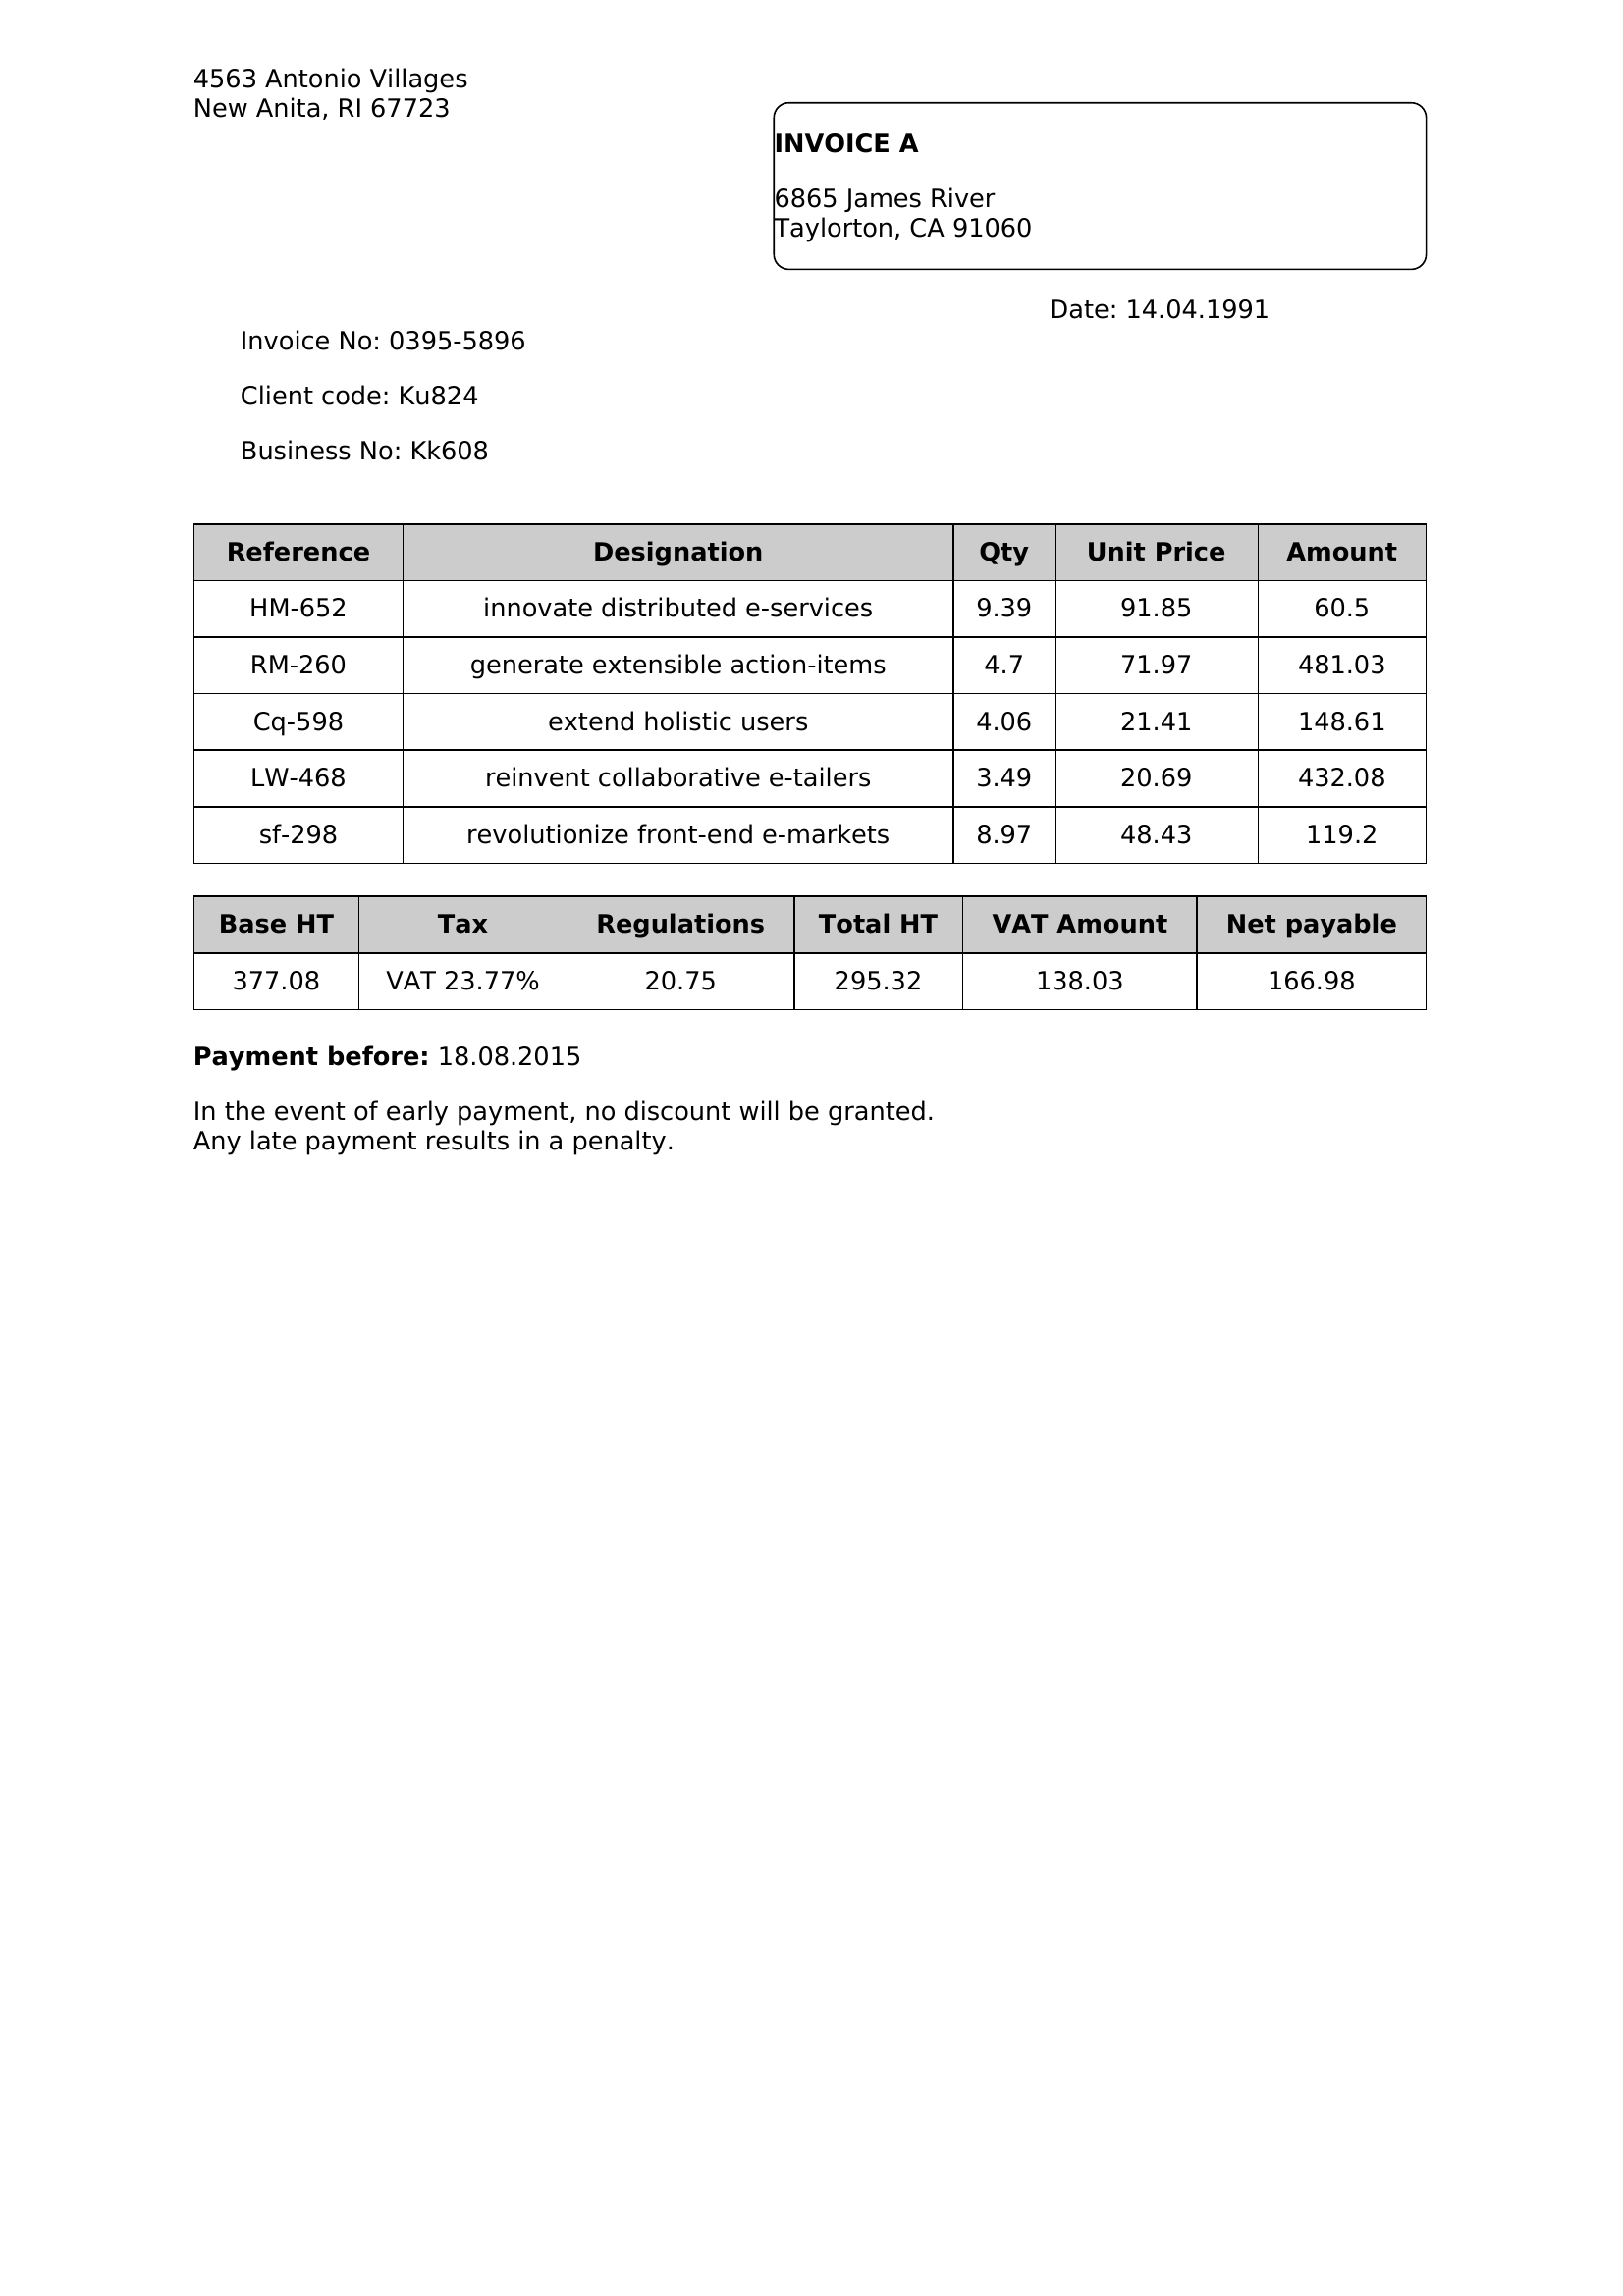 4563 Antonio Villages
New Anita, RI 67723
INVOICE A
6865 James River
Taylorton, CA 91060
Date: 14.04.1991
Invoice No: 0395-5896
Client code: Ku824
Business No: Kk608
Reference Designation Qty Unit Price Amount
HM-652 innovate distributed e-services 9.39 91.85 60.5
RM-260 generate extensible action-items 4.7 71.97 481.03
Cq-598 extend holistic users 4.06 21.41 148.61
LW-468 reinvent collaborative e-tailers 3.49 20.69 432.08
sf-298 revolutionize front-end e-markets 8.97 48.43 119.2
Base HT Tax Regulations Total HT VAT Amount Net payable
377.08 VAT 23.77% 20.75 295.32 138.03 166.98
Payment before: 18.08.2015
In the event of early payment, no discount will be granted.
Any late payment results in a penalty.